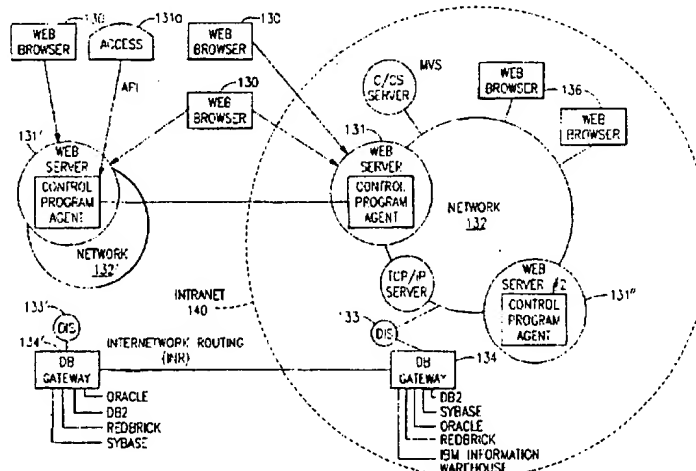 130
WEB
BROWSER
131a
ACCESS
API
130
WEB
BROWSER
130
WEB
BROWSER
C/CS
SERVER
MVS
WEB
BROWSER
136
WEB
BROWSER
131'
WEB
SERVER
CONTROL
PROGRAM
AGENT
NETWORK
132'
131
WEB
SERVER
CONTROL
PROGRAM
AGENT
NETWORK
132
TCP/IP
SERVER
WEB
SERVER #2
CONTROL
PROGRAM
AGENT
131"
INTRANET
140
133'
DIS
134'
DB
GATEWAY
INTERNETWORK ROUTING
(INR)
133
DIS
134
DB
GATEWAY
ORACLE
DB2
REDBRICK
SYBASE
DB2
SYBASE
ORACLE
REDBRICK
IBM INFORMATION
WAREHOUSE